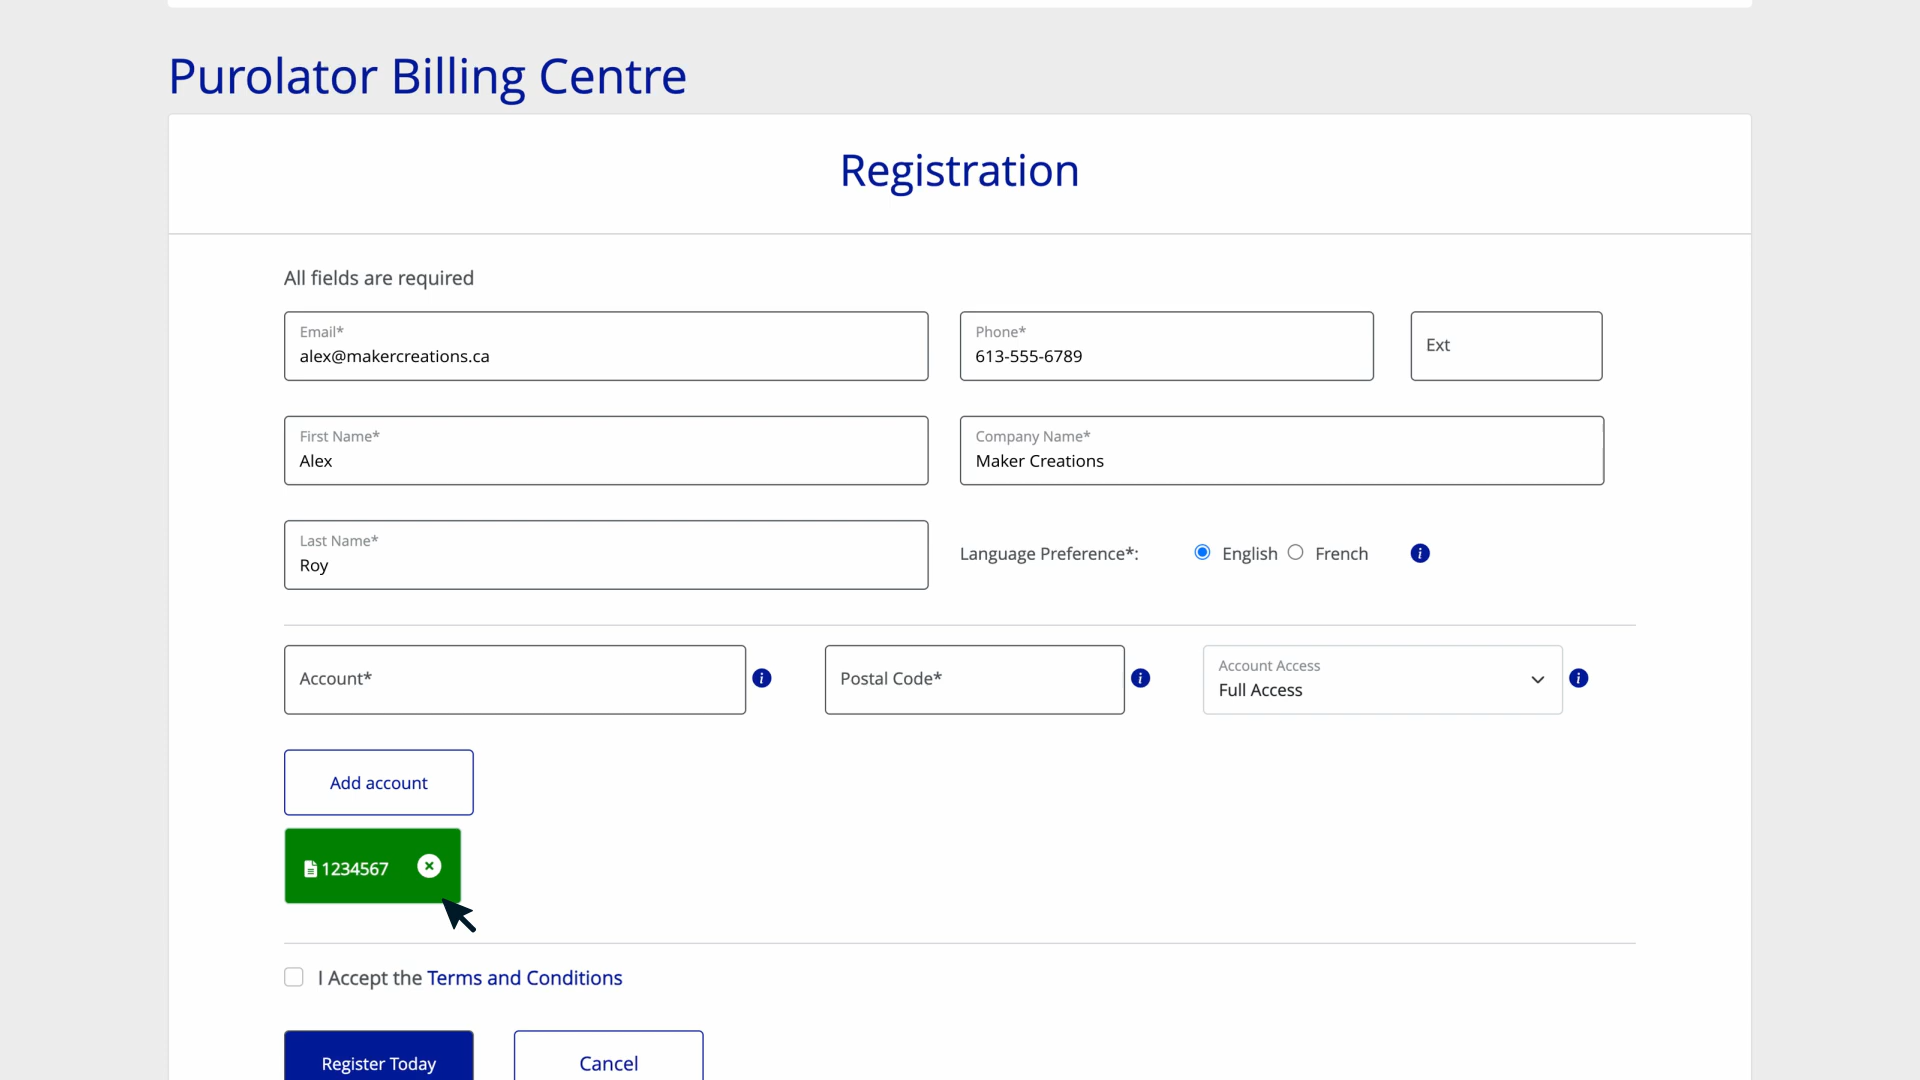 Purolator Billing Centre
Registration
All fields are required
Email*
alex@makercreations.ca
Phone*
613-555-6789
Ext
First Name*
Alex
Company Name*
Maker Creations
Last Name*
Roy
Language Preference*: English French
Account*
Postal Code*
Account Access
Full Access
Add account
1234567
I Accept the Terms and Conditions
Register Today
Cancel